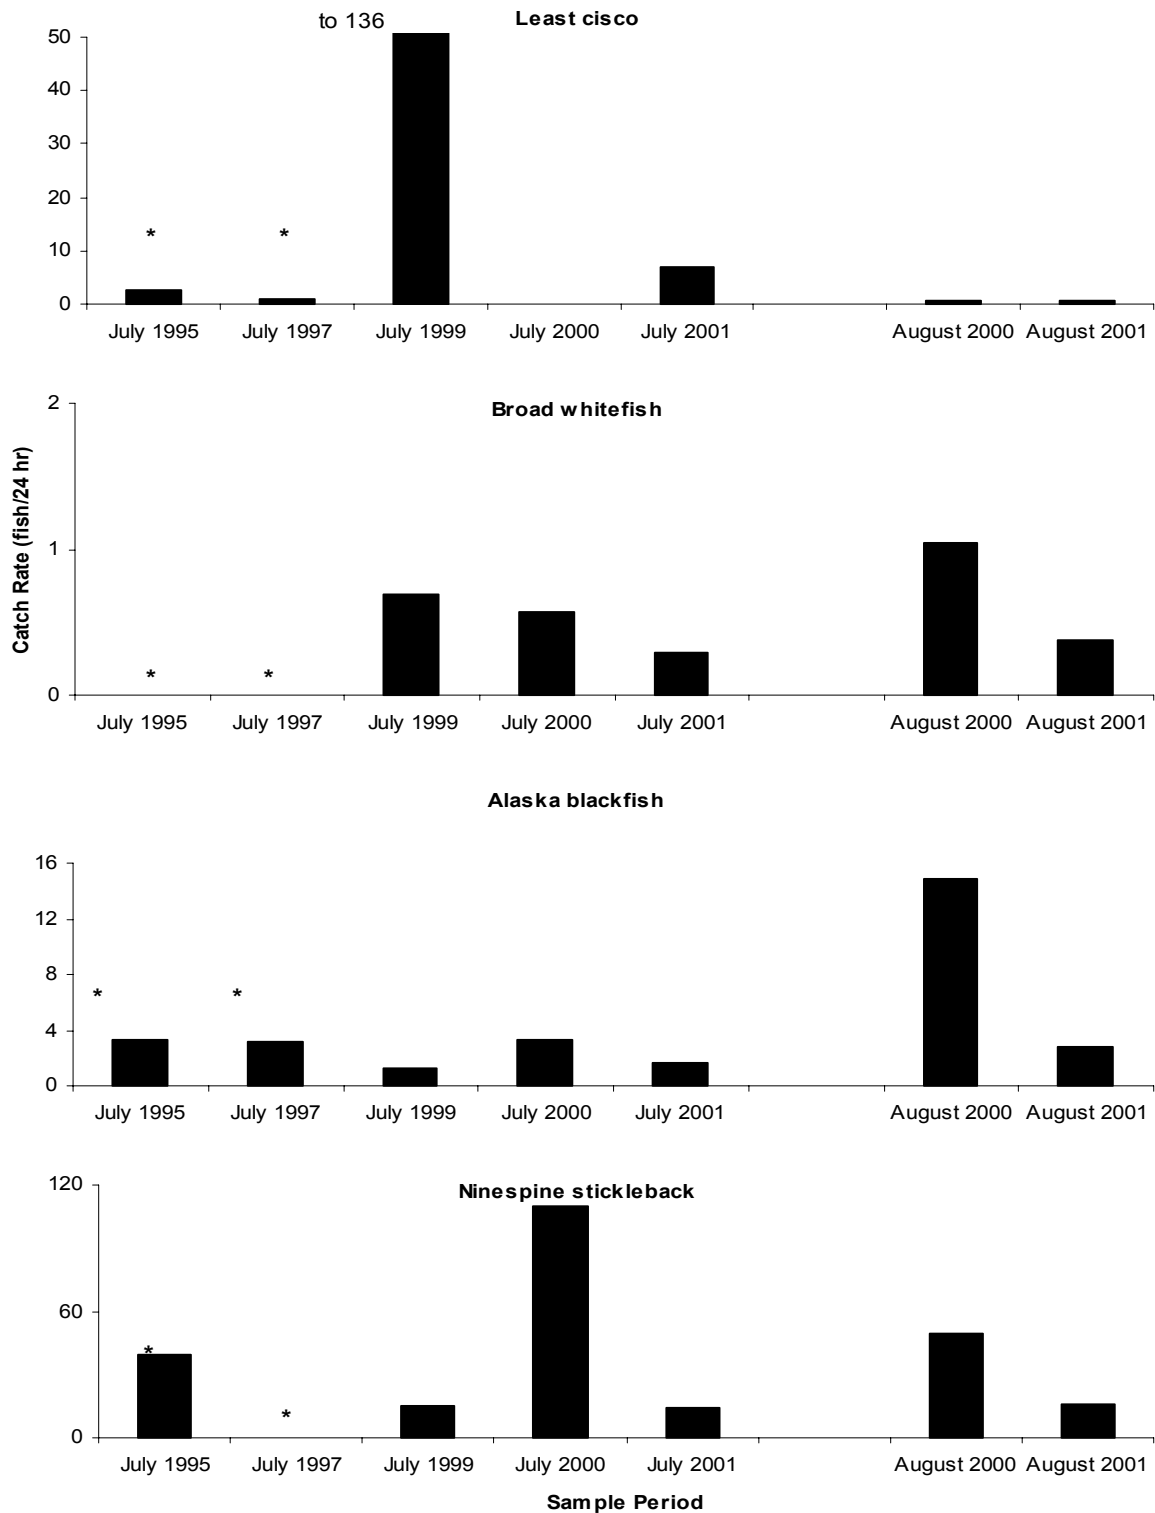 to 136
Least cisco
50
40
30
20
10
0
* *
July 1995 July 1997 July 1999 July 2000 July 2001 August 2000 August 2001
Catch Rate (fish/24 hr)
Broad whitefish
2
1
0
* *
July 1995 July 1997 July 1999 July 2000 July 2001 August 2000 August 2001
Alaska blackfish
16
12
8
4
0
* *
July 1995 July 1997 July 1999 July 2000 July 2001 August 2000 August 2001
Ninespine stickleback
120
60
0
* *
July 1995 July 1997 July 1999 July 2000 July 2001 August 2000 August 2001
Sample Period